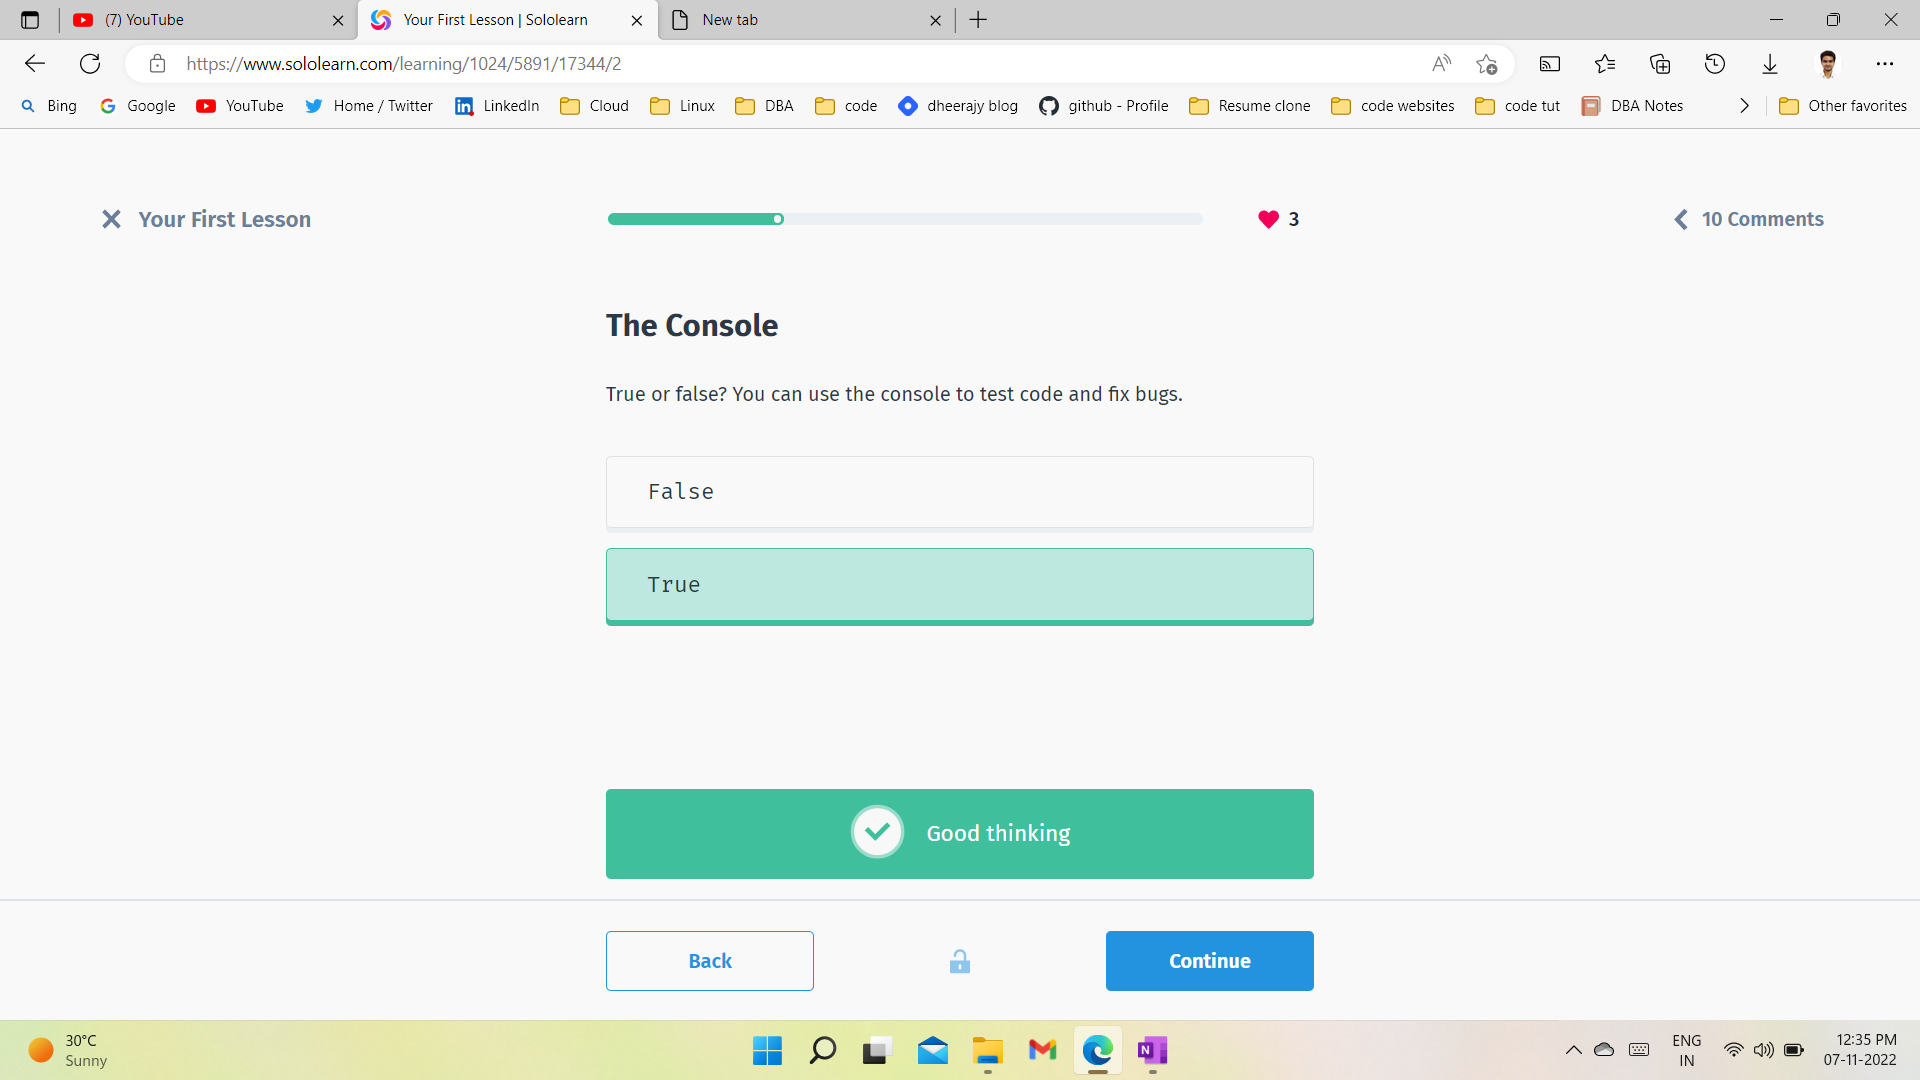 (7) YouTube
Your First Lesson | Sololearn
New tab
https://www.sololearn.com/learning/1024/5891/17344/2
Bing
Google
YouTube
Home / Twitter
LinkedIn
Cloud
Linux
DBA
code
dheerajy blog
github - Profile
Resume clone
code websites
code tut
DBA Notes
Other favorites
Your First Lesson
3
10 Comments
The Console
True or false? You can use the console to test code and fix bugs.
False
True
Good thinking
Back
Continue
30°C
Sunny
ENG
IN
12:35 PM
07-11-2022